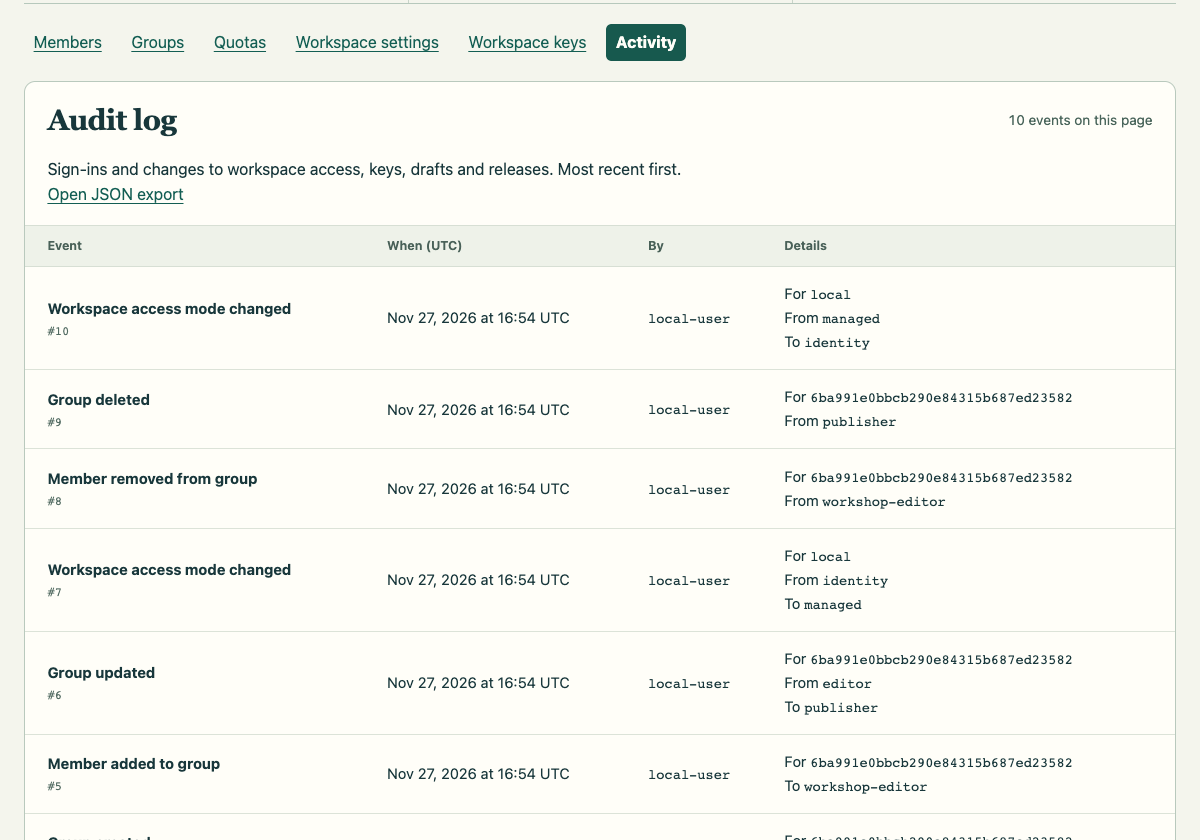 Members Groups Quotas Workspace settings Workspace keys Activity
Audit log
10 events on this page
Sign-ins and changes to workspace access, keys, drafts and releases. Most recent first.
Open JSON export
Event When (UTC) By Details
Workspace access mode changed
#10
Nov 27, 2026 at 16:54 UTC
local-user
For local
From managed
To identity
Group deleted
#9
Nov 27, 2026 at 16:54 UTC
local-user
For 6ba991e0bbcb290e84315b687ed23582
From publisher
Member removed from group
#8
Nov 27, 2026 at 16:54 UTC
local-user
For 6ba991e0bbcb290e84315b687ed23582
From workshop-editor
Workspace access mode changed
#7
Nov 27, 2026 at 16:54 UTC
local-user
For local
From identity
To managed
Group updated
#6
Nov 27, 2026 at 16:54 UTC
local-user
For 6ba991e0bbcb290e84315b687ed23582
From editor
To publisher
Member added to group
#5
Nov 27, 2026 at 16:54 UTC
local-user
For 6ba991e0bbcb290e84315b687ed23582
To workshop-editor